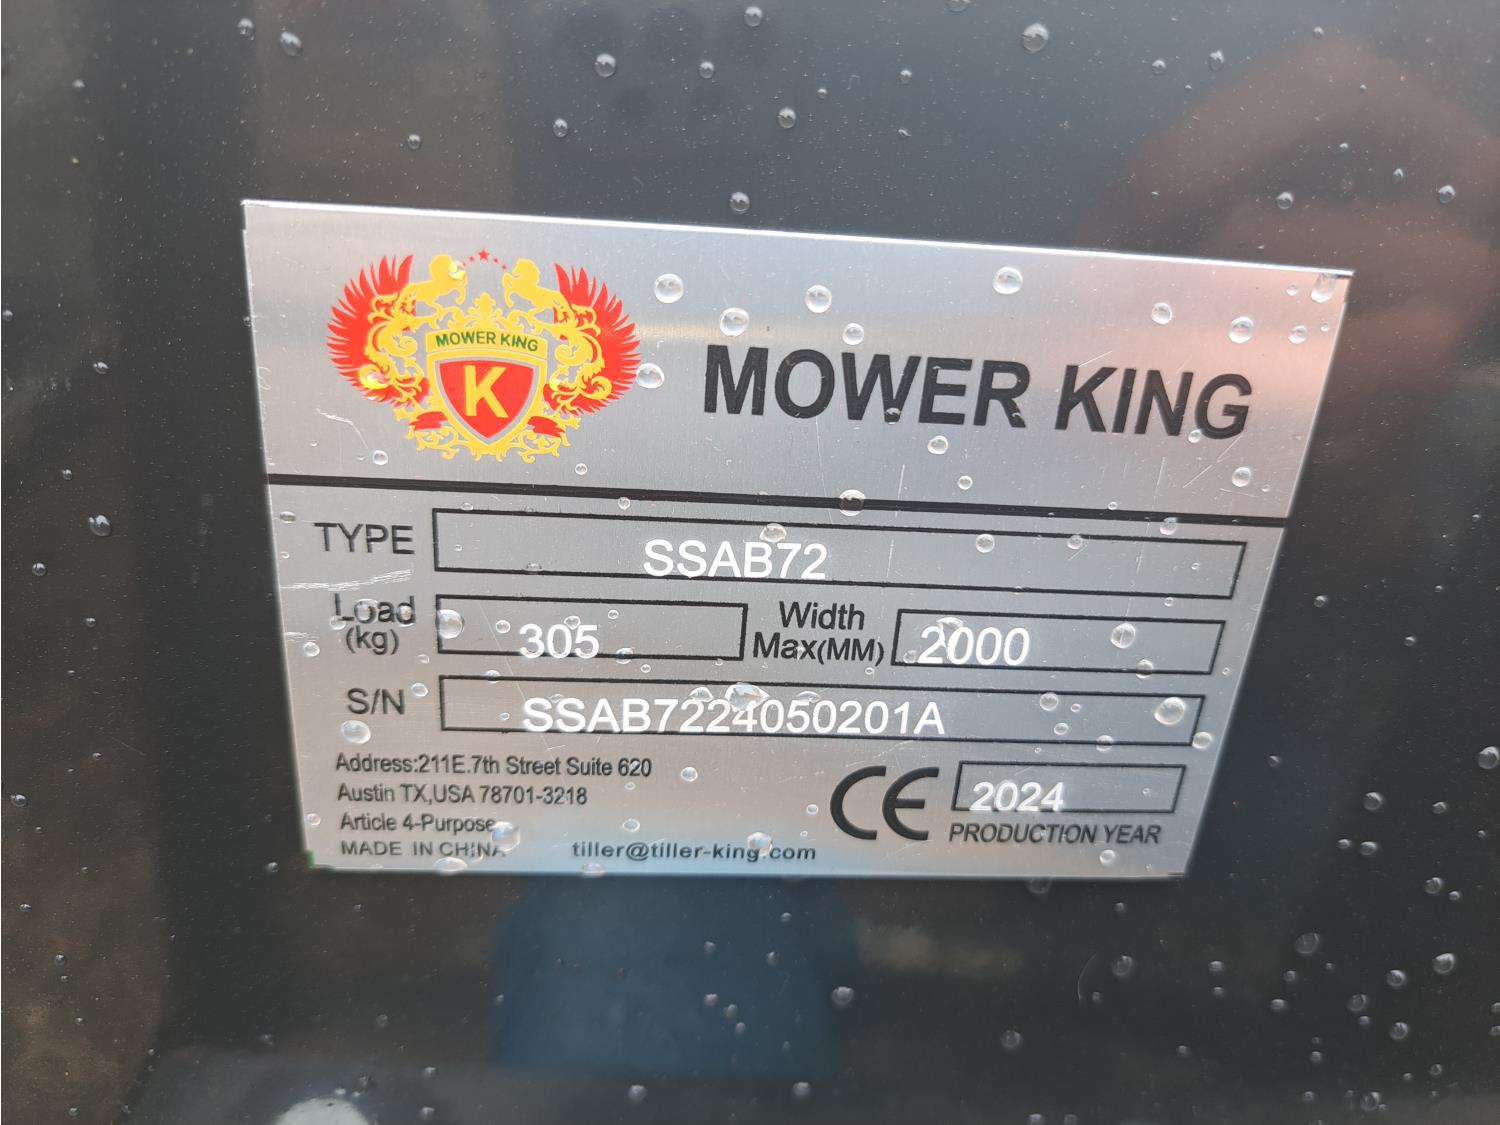 MOWER KING
K
MOWER KING
TYPE SSAB72
Load (kg) 305 Width Max(MM) 2000
S/N SSAB7224050201A
Address:211E.7th Street Suite 620
Austin TX,USA 78701-3218
Article 4-Purpose
MADE IN CHINA tiller@tiller-king.com
CE 2024
PRODUCTION YEAR